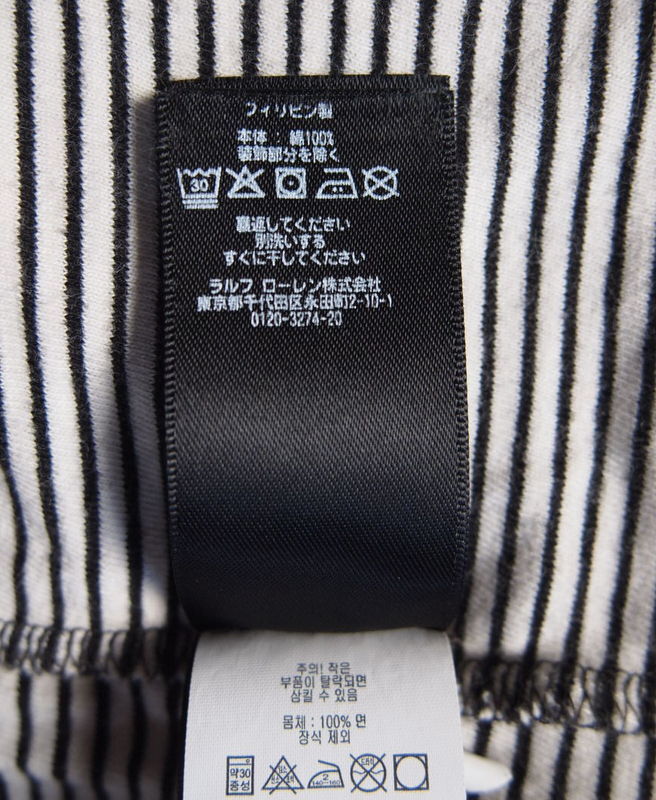 フィリピン製
本体：綿100%
装飾部分を除く
30
裏返してください
別洗いする
すぐに干してください
ラルフ ローレン株式会社
東京都千代田区永田町2-10-1
0120-3274-20
주의! 작은
부품이 탈락되면
삼킬 수 있음
몸체: 100% 면
장식 제외
약30
중성
2
140~160